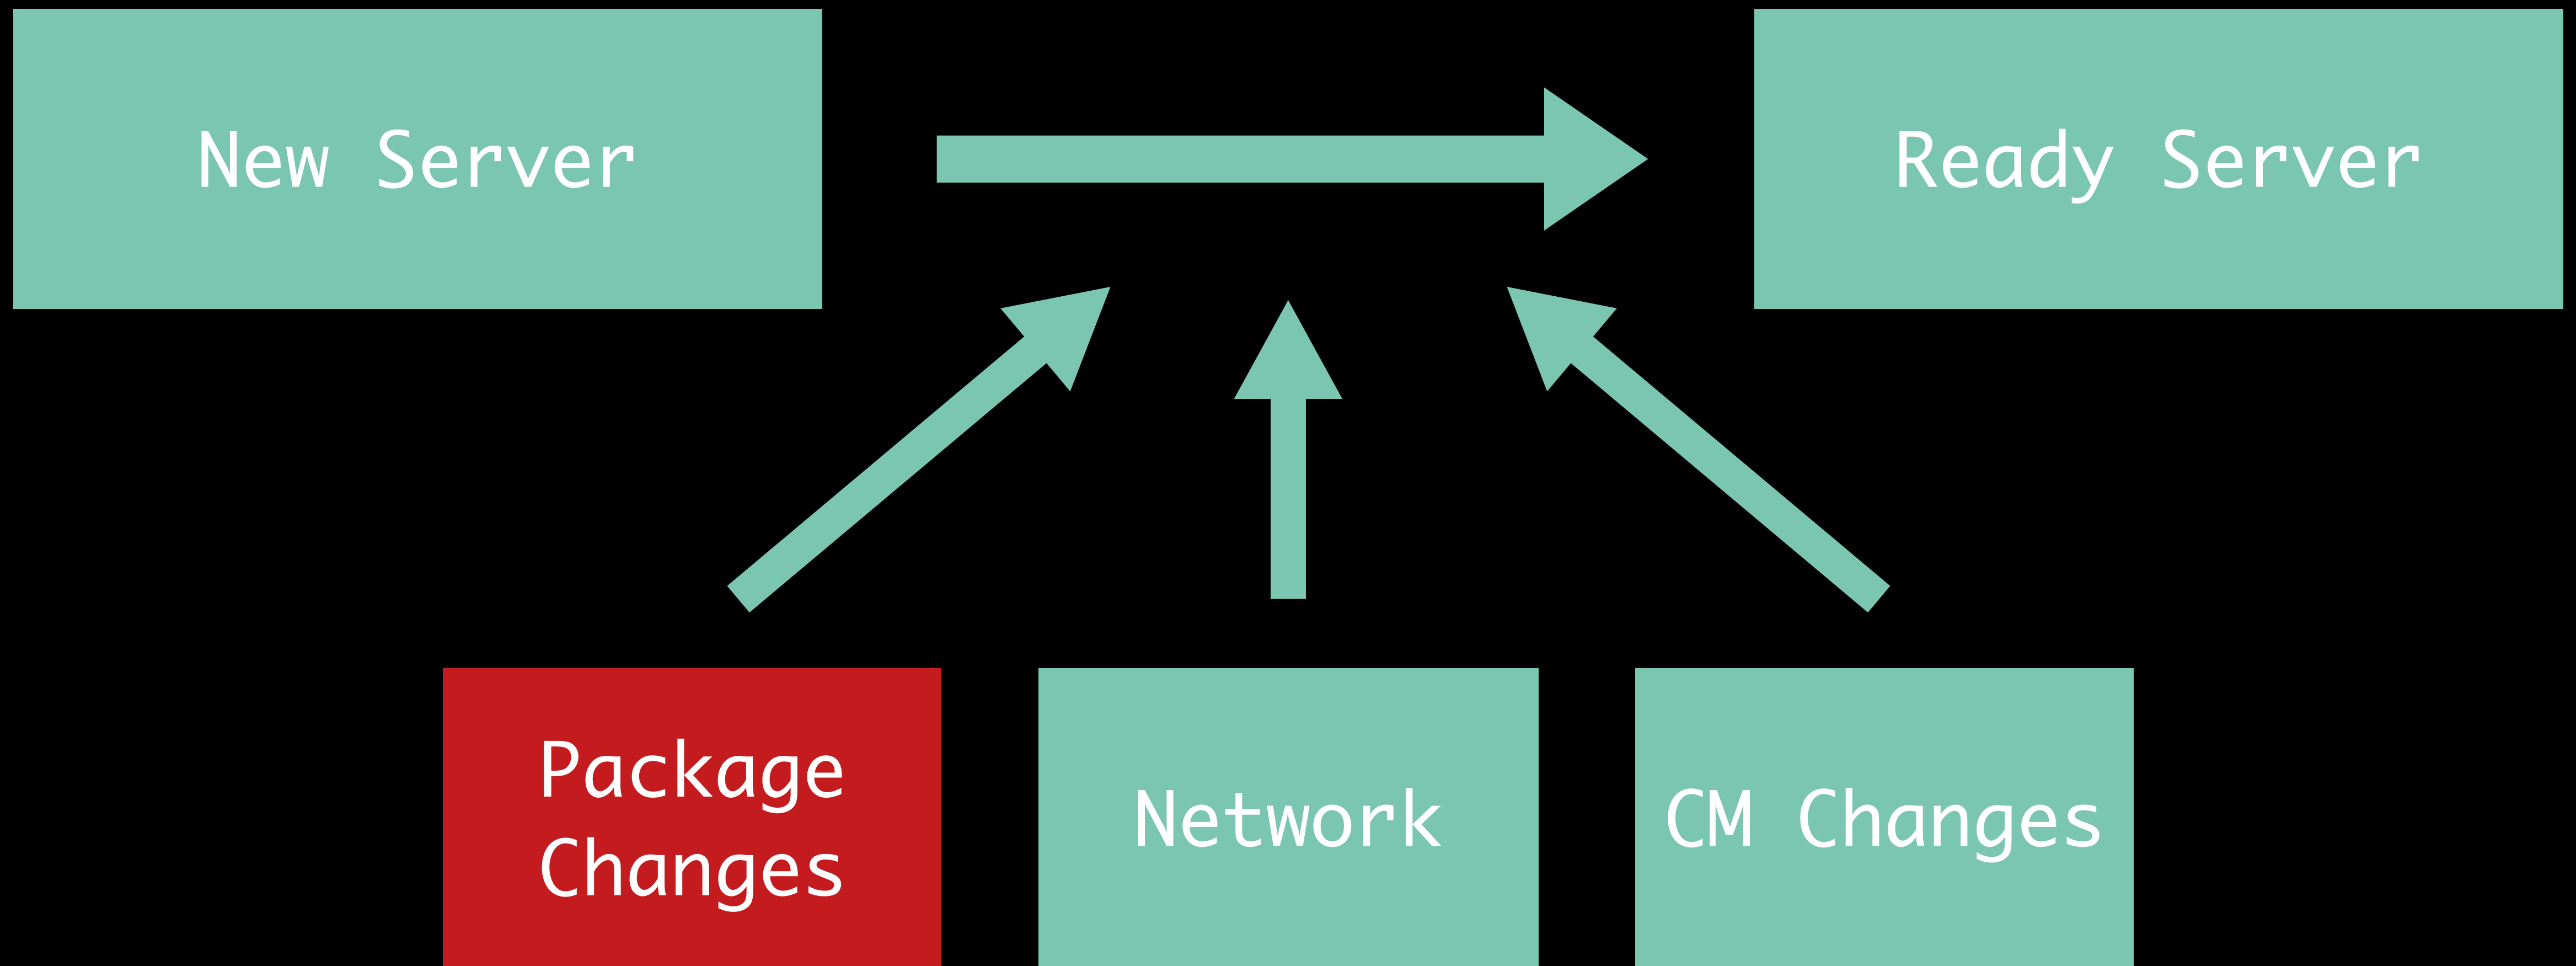 New Server
Ready Server
Package
Changes
Network
CM Changes